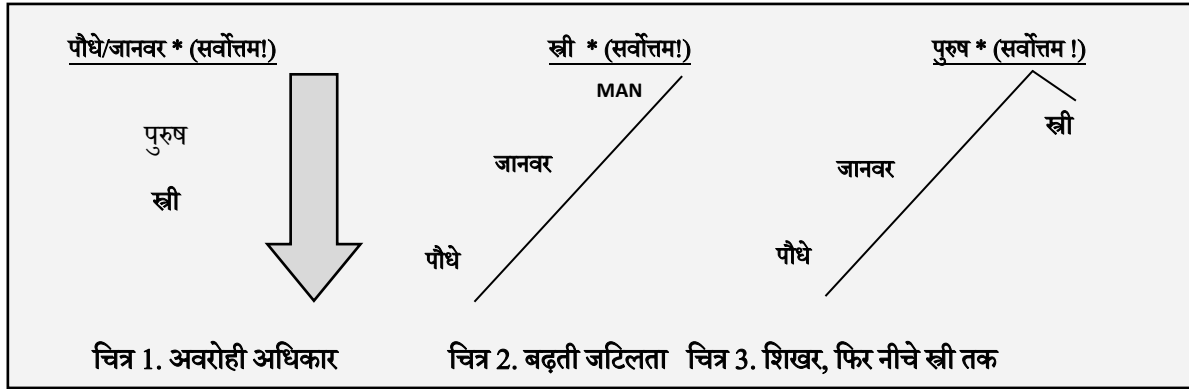 पौधे/जानवर * (सर्वोत्तम!)
पुरुष
स्त्री
स्त्री * (सर्वोत्तम!)
MAN
जानवर
पौधे
पुरुष * (सर्वोत्तम !)
स्त्री
जानवर
पौधे
चित्र 1. अवरोही अधिकार
चित्र 2. बढ़ती जटिलता
चित्र 3. शिखर, फिर नीचे स्त्री तक